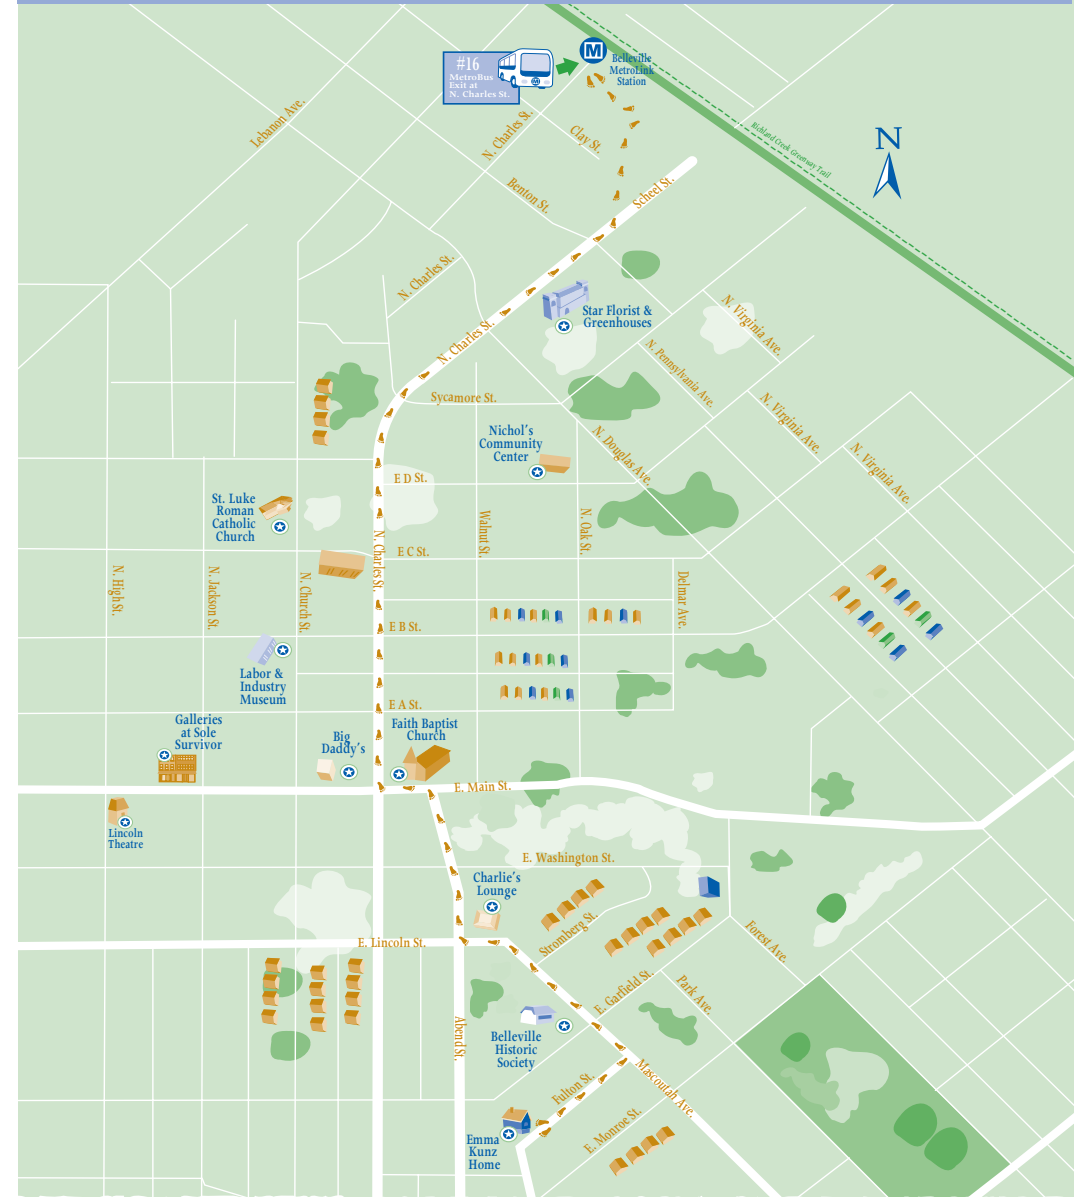 #16
MetroBus
Exit at
N. Charles St.
M
Belleville
MetroLink
Station
Lebanon Ave.
N. Charles St.
Clay St.
Richland Creek Greenway Trail
N
Benton St.
Scheel St.
N. Charles St.
Star Florist &
Greenhouses
N. Virginia Ave.
N. Charles St.
N. Pennsylvania Ave.
Sycamore St.
N. Virginia Ave.
Nichol's
Community
Center
N. Douglas Ave.
N. Virginia Ave.
E D St.
St. Luke
Roman
Catholic
Church
Walnut St.
N. Oak St.
E C St.
N. Charles St.
N. High St.
N. Jackson St.
N. Church St.
Delmar Ave.
E B St.
Labor &
Industry
Museum
E A St.
Galleries
at Sole
Survivor
Big
Daddy's
Faith Baptist
Church
E. Main St.
Lincoln
Theatre
E. Washington St.
Charlie's
Lounge
Stromberg St.
Forest Ave.
E. Lincoln St.
E. Garfield St.
Park Ave.
Abend St.
Belleville
Historic
Society
Mascoutah Ave.
Fulton St.
E. Monroe St.
Emma
Kunz
Home